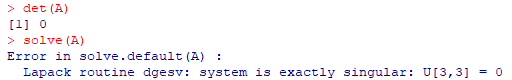 > det(A)
[1] 0
> solve(A)
Error in solve.default(A) :
  Lapack routine dgesv: system is exactly singular: U[3,3] = 0